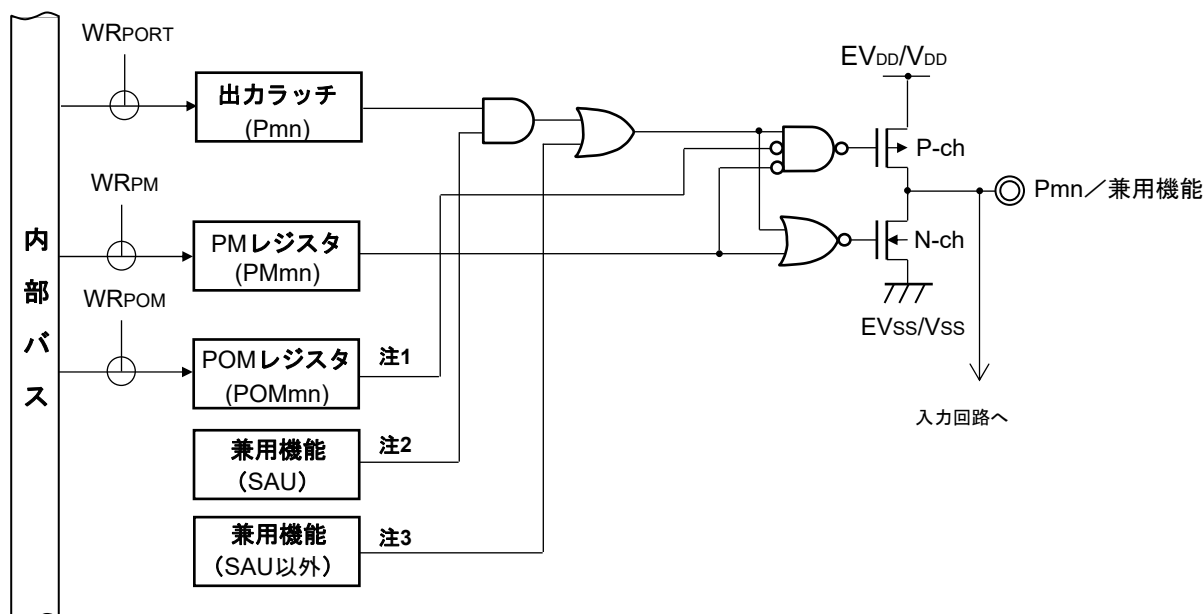 WRPORT
EVDD/VDD
出力ラッチ
(Pmn)
P-ch
WRPM
Pmn／兼用機能
内部バス
PMレジスタ
(PMmn)
N-ch
WRPOM
EVSS/VSS
POMレジスタ
(POMmn)
注1
入力回路へ
兼用機能
（SAU）
注2
兼用機能
（SAU以外）
注3